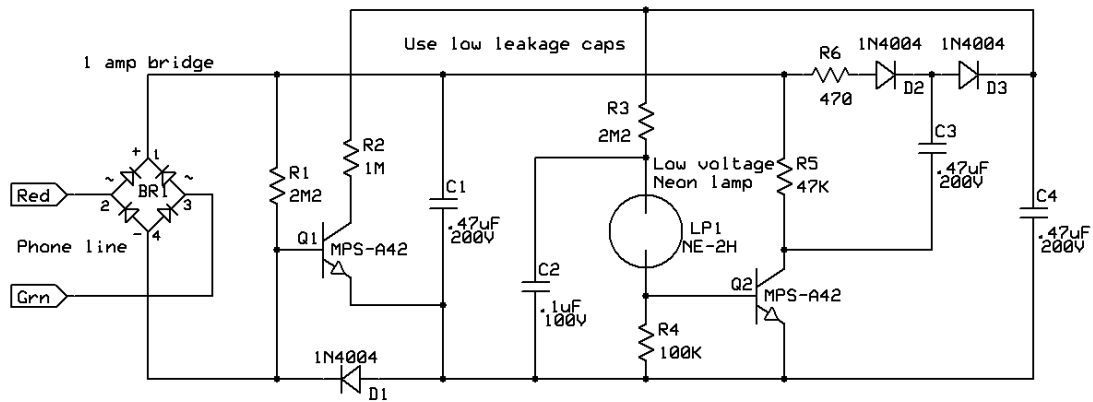 Use low leakage caps
1 amp bridge
R6
470
1N4004
D2
1N4004
D3
R3
2M2
R2
1M
C3
.47uF
200V
+
1
~
~
BR1
2
3
-
4
Red
Phone line
Grn
R1
2M2
C1
.47uF
200V
Low voltage
Neon lamp
R5
47K
C4
.47uF
200V
LP1
NE-2H
Q1
MPS-A42
C2
.1uF
100V
Q2
MPS-A42
R4
100K
1N4004
D1